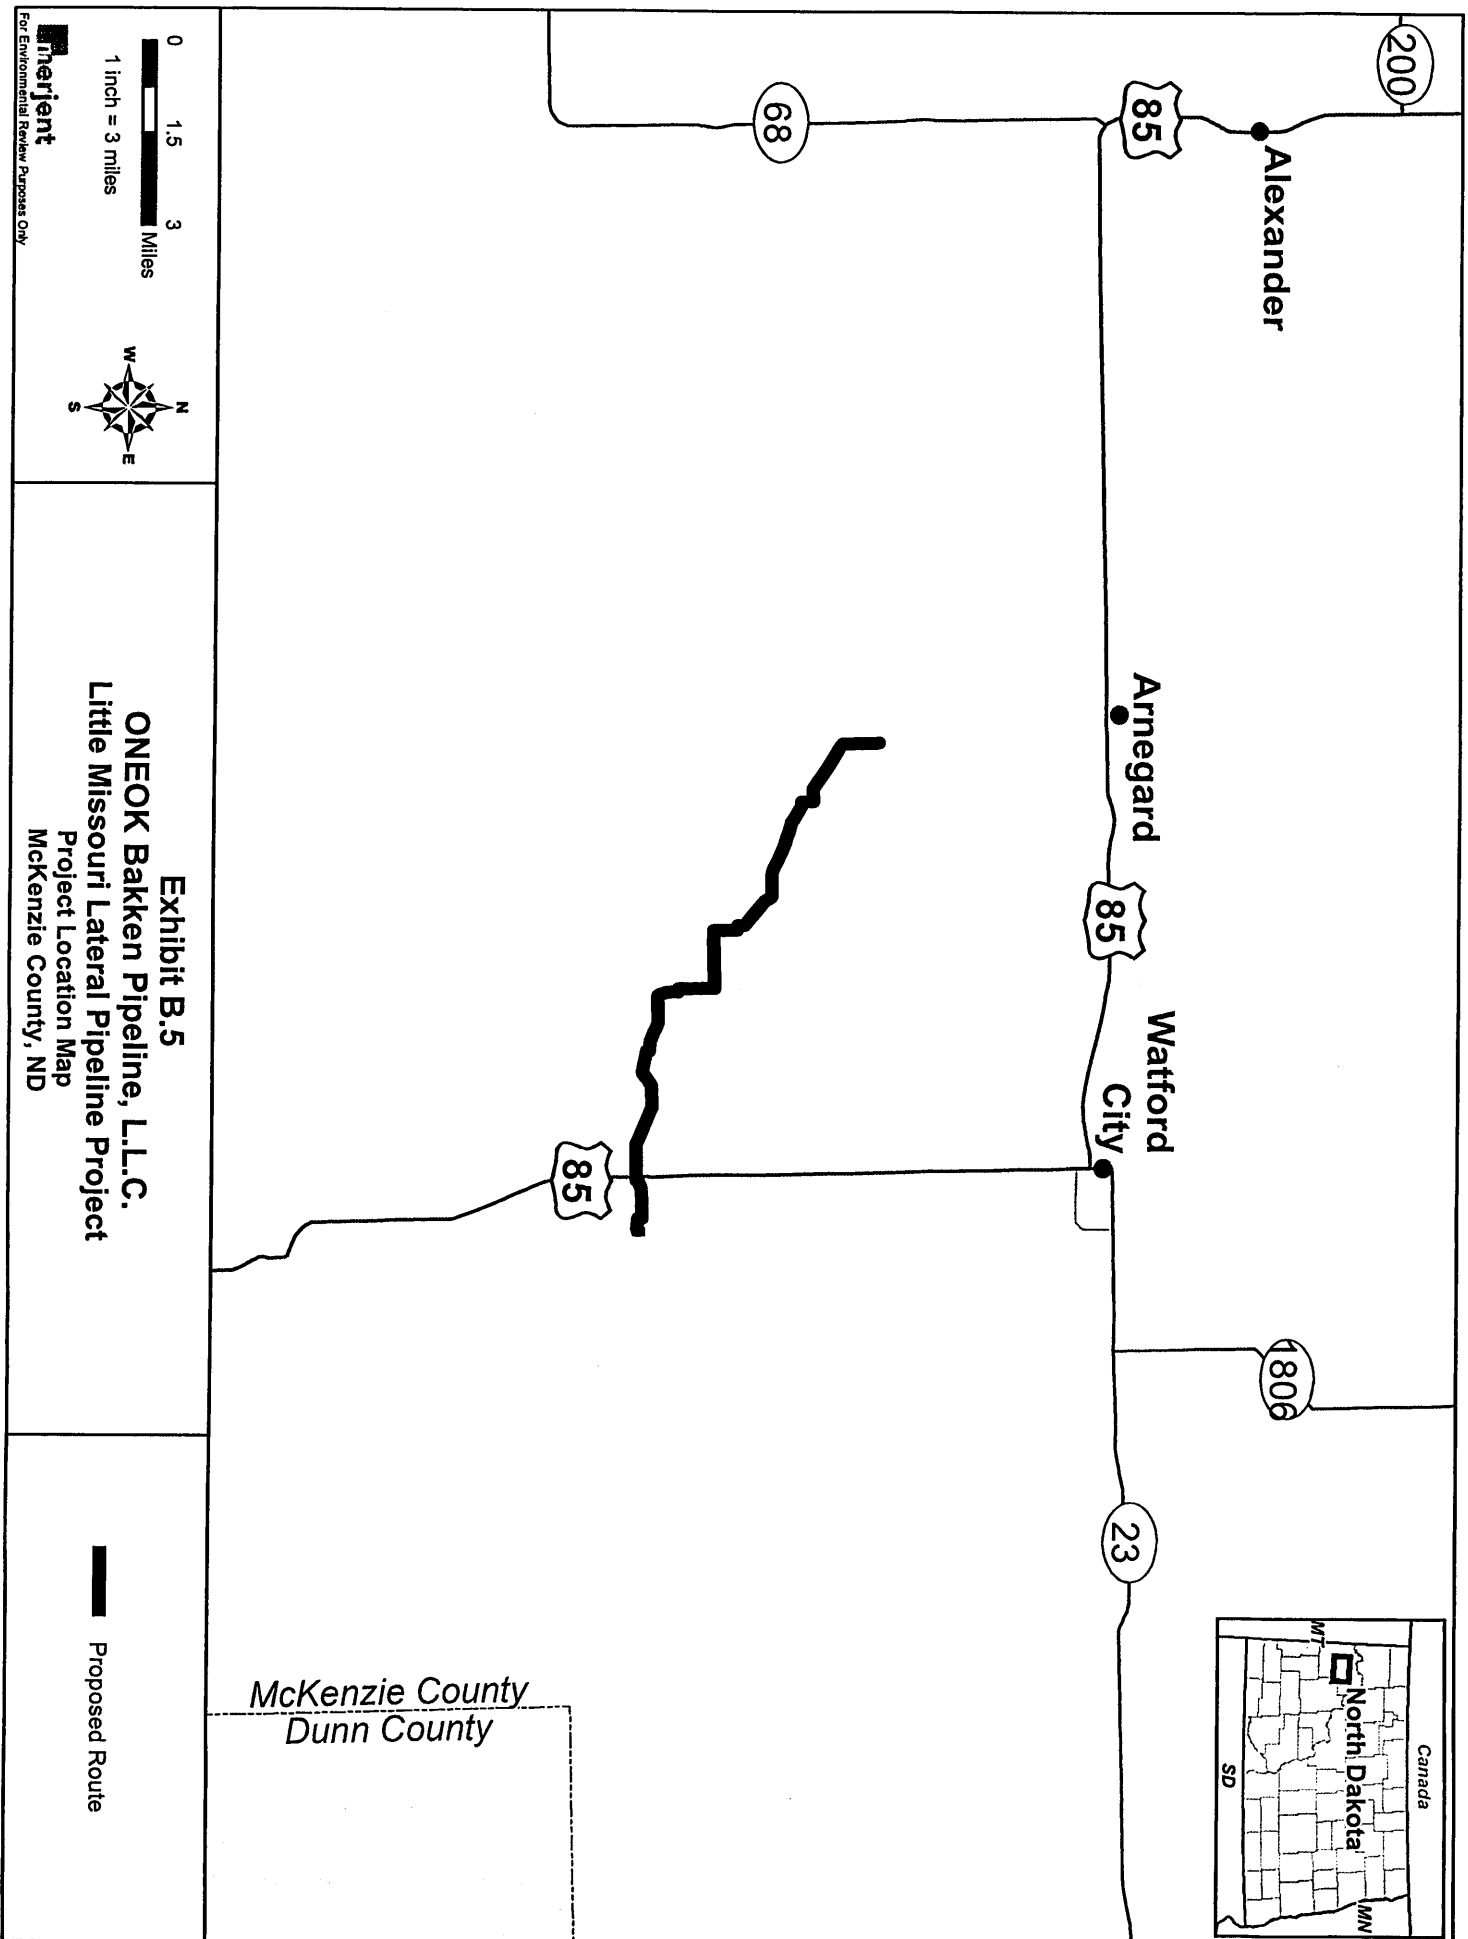 200
Alexander
85
68
Arnegard
85
Watford
City
85
1806
23
Canada
MT
North Dakota
MN
SD
McKenzie County
Dunn County
0 1.5 3
Miles
1 inch = 3 miles
N
W E
S
For Environmental Review Purposes Only
Exhibit B.5
ONEOK Bakken Pipeline, L.L.C.
Little Missouri Lateral Pipeline Project
Project Location Map
McKenzie County, ND
Proposed Route